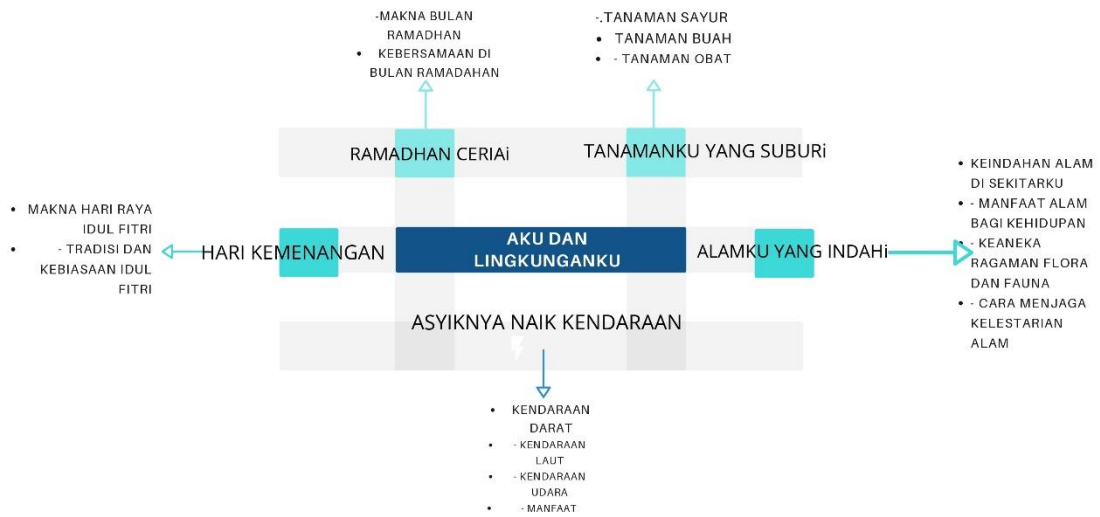 -MAKNA BULAN
RAMADHAN
• KEBERSAMAAN DI
BULAN RAMADAHAN
-.TANAMAN SAYUR
• TANAMAN BUAH
• - TANAMAN OBAT
RAMADHAN CERIAi
TANAMANKU YANG SUBURi
• MAKNA HARI RAYA
IDUL FITRI
• - TRADISI DAN
KEBIASAAN IDUL
FITRI
HARI KEMENANGAN
AKU DAN
LINGKUNGANKU
ALAMKU YANG INDAHi
• KEINDAHAN ALAM
DI SEKITARKU
• - MANFAAT ALAM
BAGI KEHIDUPAN
• - KEANEKA
RAGAMAN FLORA
DAN FAUNA
• - CARA MENJAGA
KELESTARIAN
ALAM
ASYIKNYA NAIK KENDARAAN
• KENDARAAN
DARAT
• - KENDARAAN
LAUT
• - KENDARAAN
UDARA
• - MANFAAT